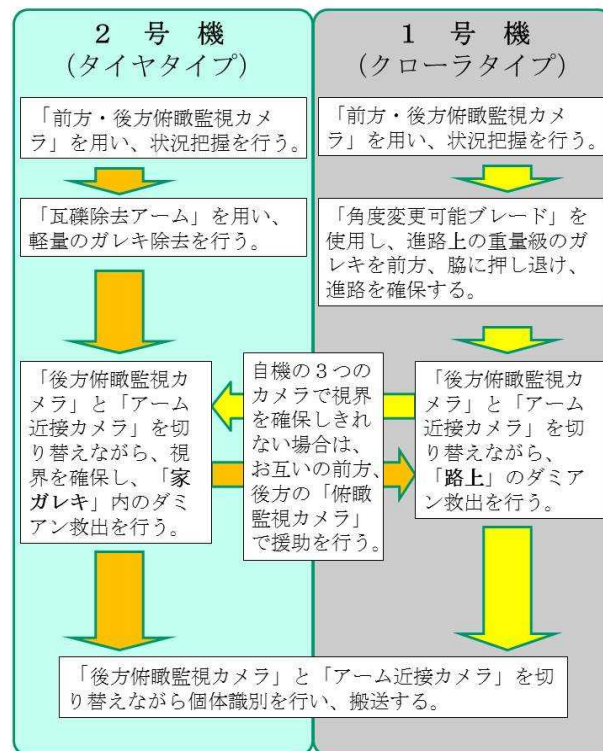 ２　号　機
(タイヤタイプ)
「前方・後方俯瞰監視カメ
ラ」を用い、状況把握を行う。
「瓦礫除去アーム」を用い、
軽量のガレキ除去を行う。
「後方俯瞰監視カ
メラ」と「アーム
近接カメラ」を切
り替えながら、視
界を確保し、「家
ガレキ」内のダミ
アン救出を行う。
１　号　機
(クローラタイプ)
「前方・後方俯瞰監視カメ
ラ」を用い、状況把握を行う。
「角度変更可能ブレード」を
使用し、進路上の重量級のガ
レキを前方、脇に押し退け、
進路を確保する。
「後方俯瞰監視カ
メラ」と「アーム
近接カメラ」を切
り替えながら、
「路上」のダミア
ン救出を行う。
自機の３つの
カメラで視界
を確保しきれ
ない場合は、
お互いの前方、
後方の「俯瞰
監視カメラ」
で援助を行う。
「後方俯瞰監視カメラ」と「アーム近接カメラ」を切
り替えながら個体識別を行い、搬送する。